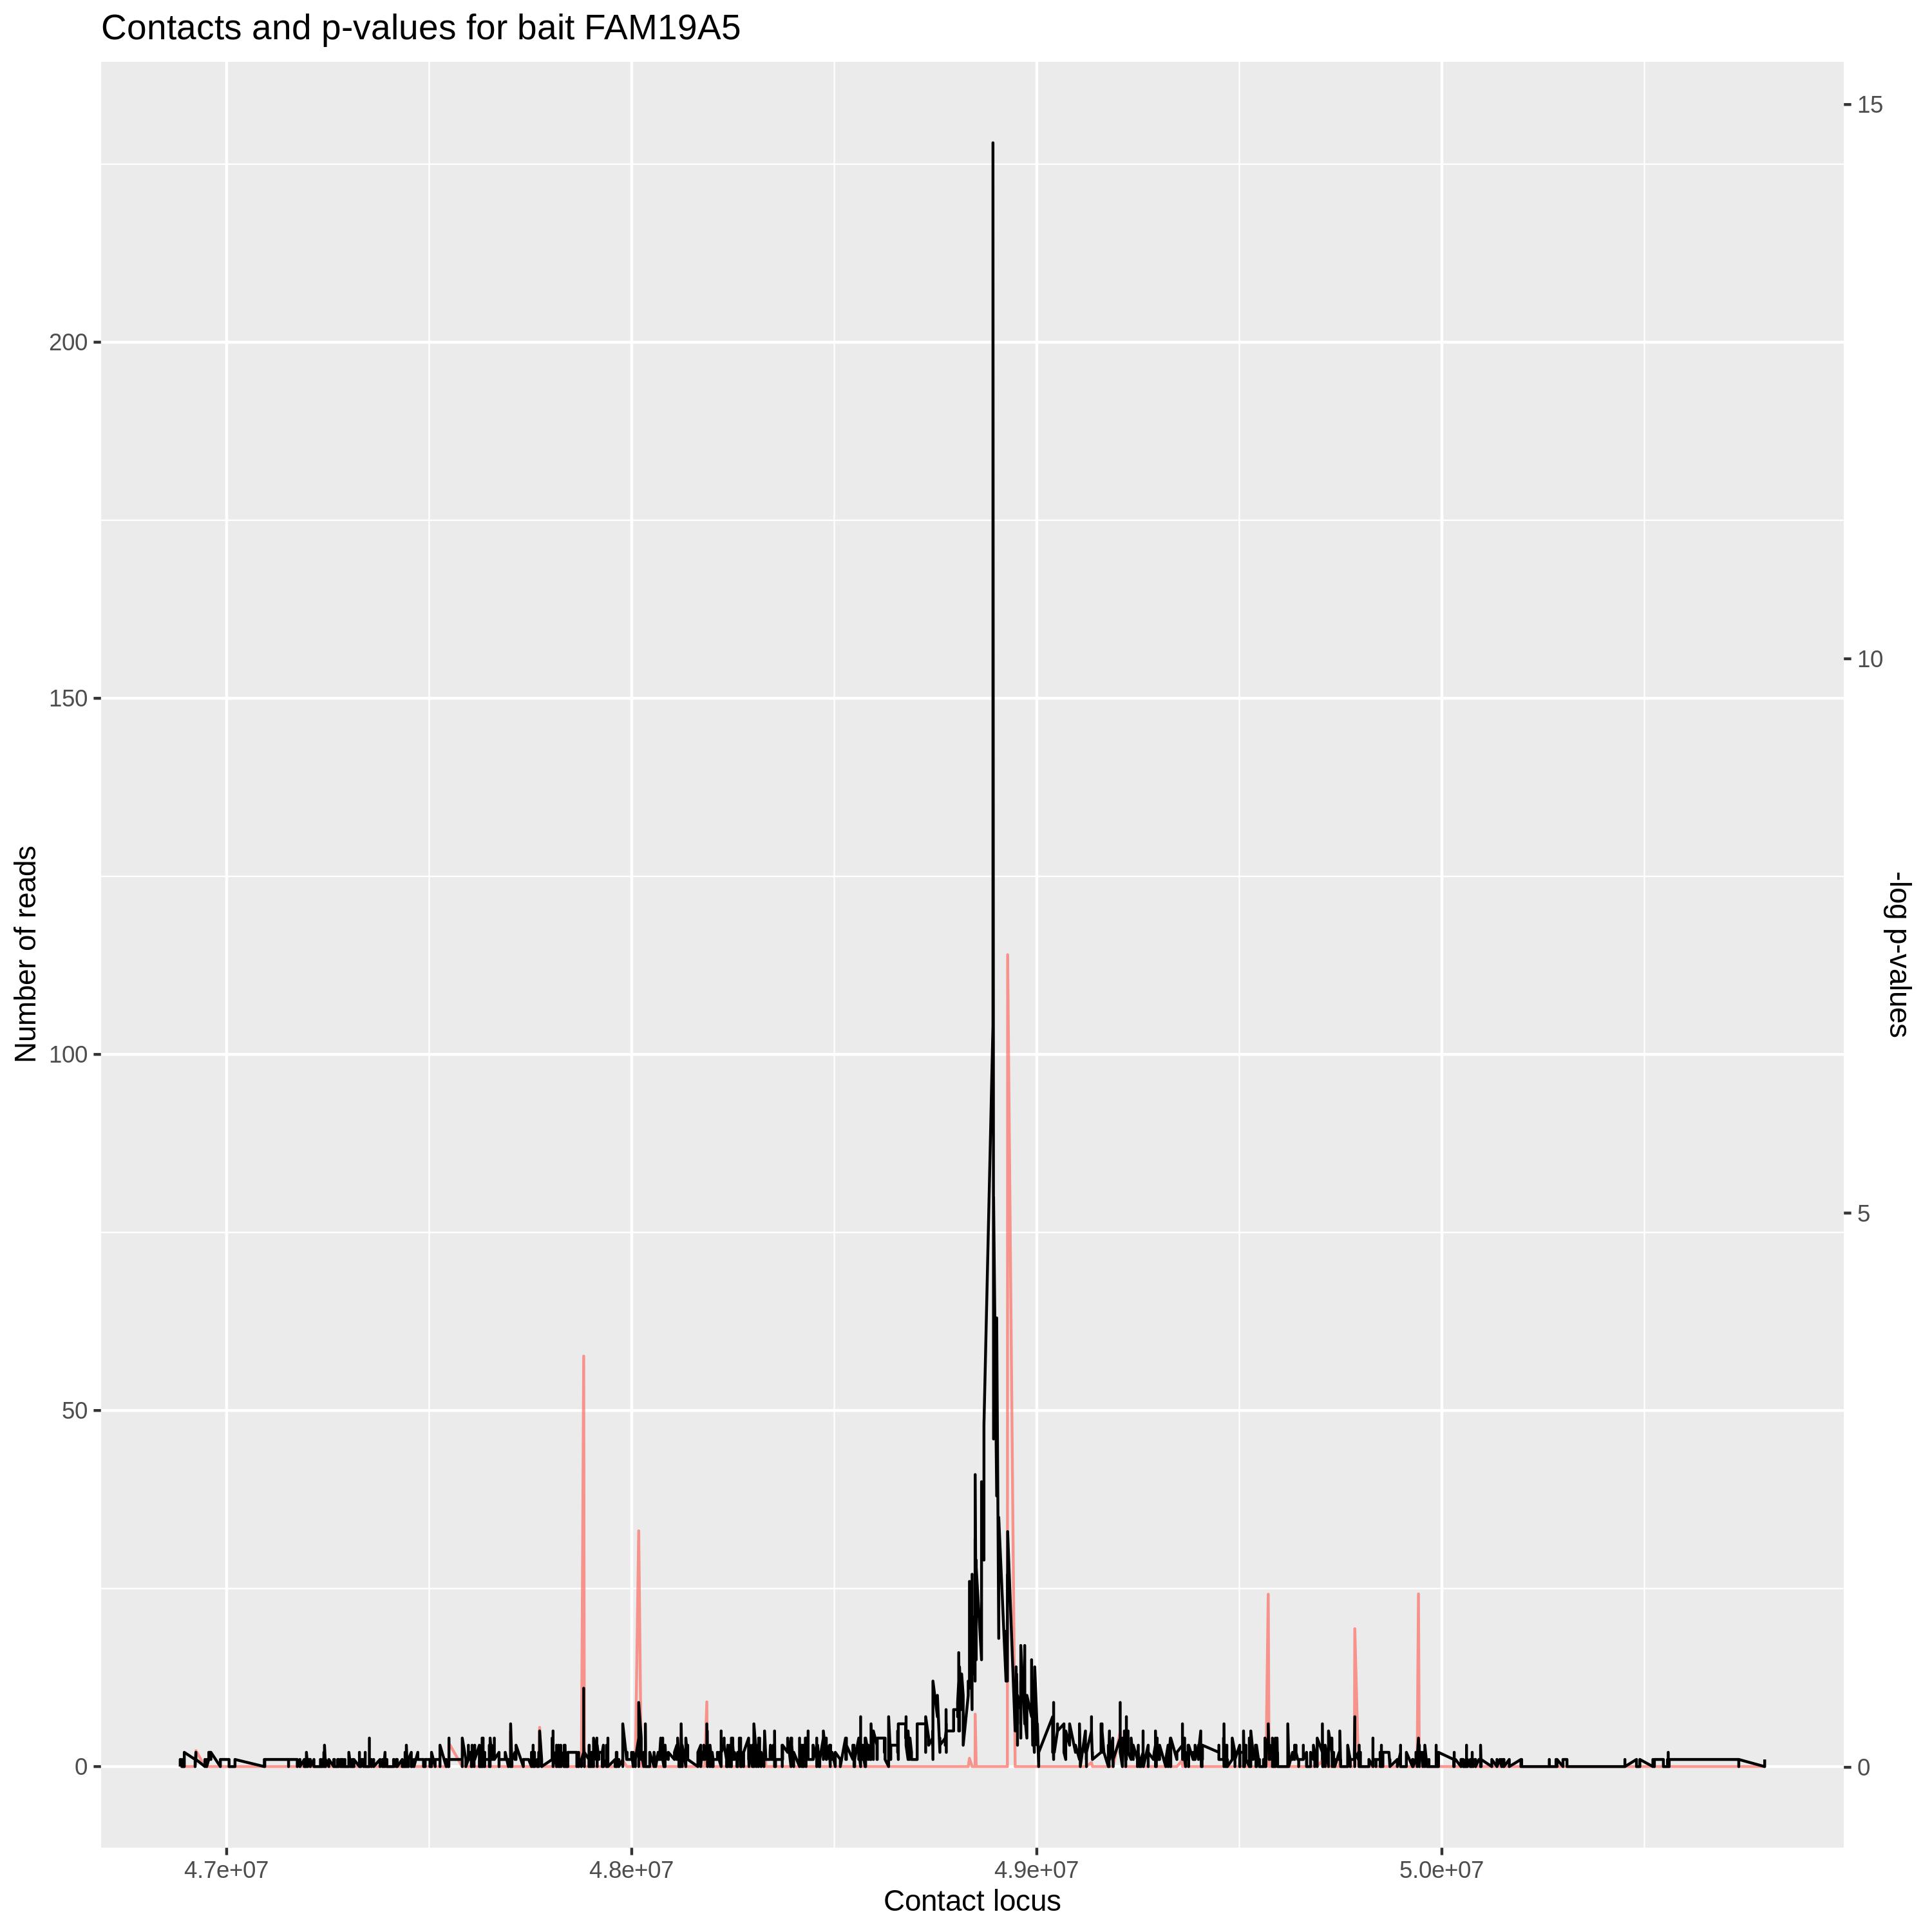 Contacts and p-values for bait FAM19A5
Number of reads
200
150
100
50
0
15
10
5
0
-log p-values
4.7e+07
4.8e+07
4.9e+07
5.0e+07
Contact locus